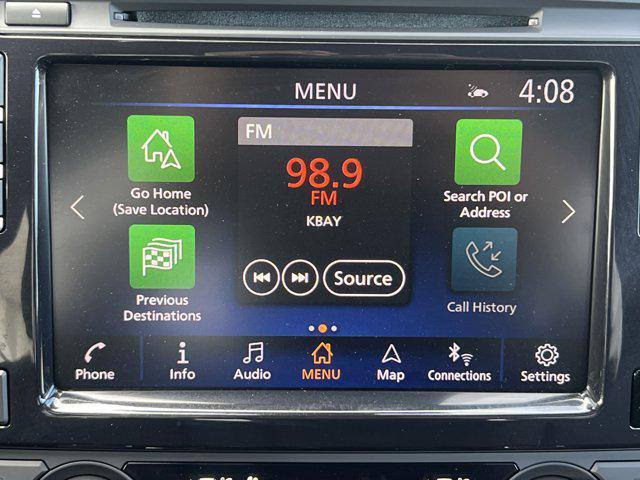 MENU
4:08
FM
98.9
FM
KBAY
Source
Go Home
(Save Location)
Previous
Destinations
Search POI or
Address
Call History
Phone
Info
Audio
MENU
Map
Connections
Settings